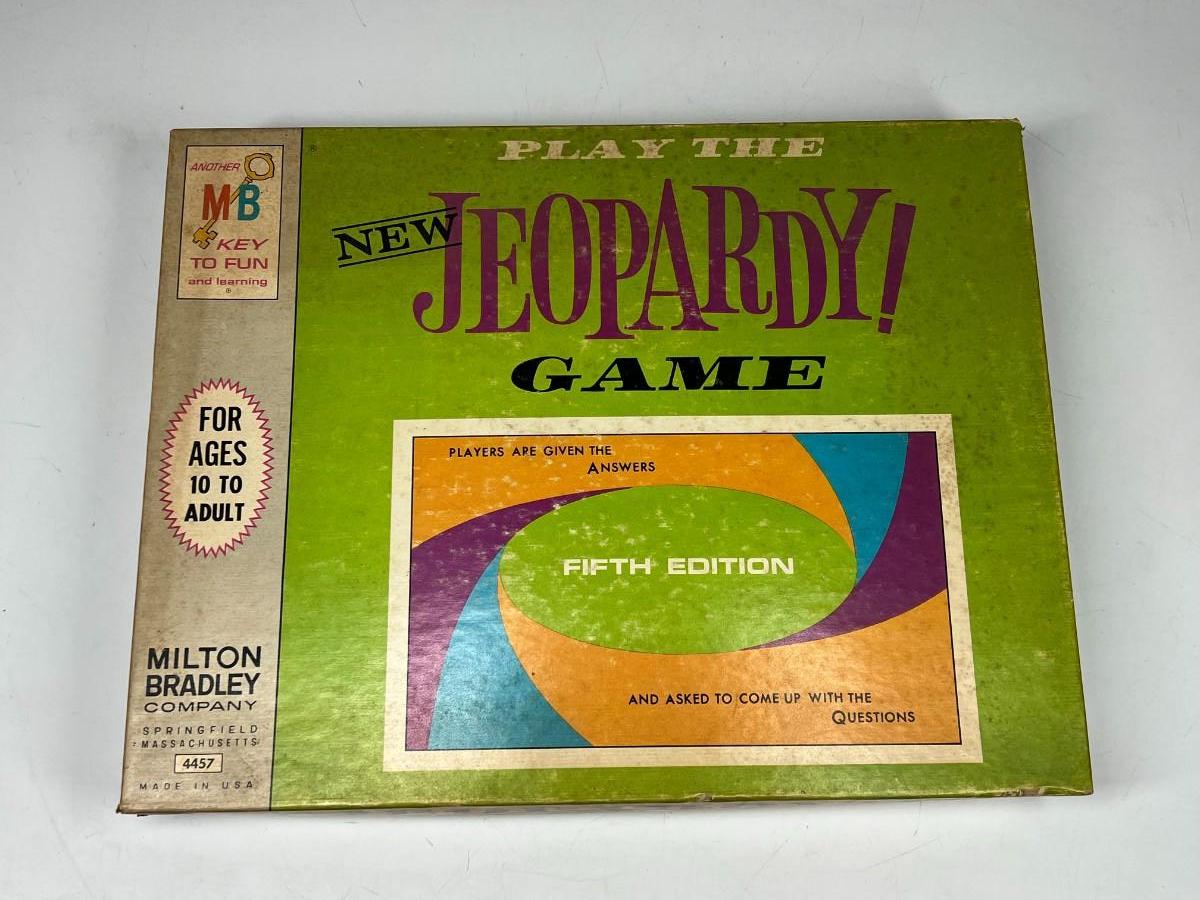 PLAY THE
NEW JEOPARDY!
GAME
®
ANOTHER
MB
KEY
TO FUN
and learning
®
FOR
AGES
10 TO
ADULT
MILTON
BRADLEY
COMPANY
SPRINGFIELD
MASSACHUSETTS
4457
MADE IN USA
PLAYERS ARE GIVEN THE
ANSWERS
FIFTH EDITION
AND ASKED TO COME UP WITH THE
QUESTIONS